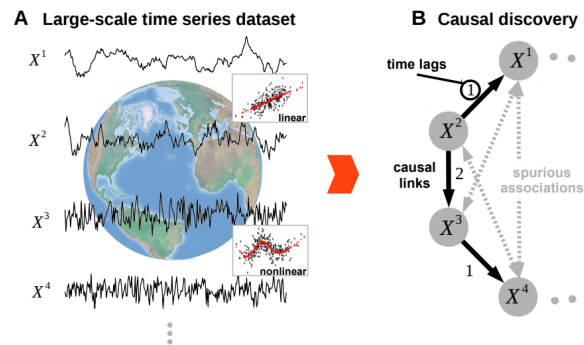 A Large-scale time series dataset
X¹
linear
X²
X³
nonlinear
X⁴
B Causal discovery
X¹
time lags
1
X²
causal
links
2
spurious
associations
X³
1
X⁴